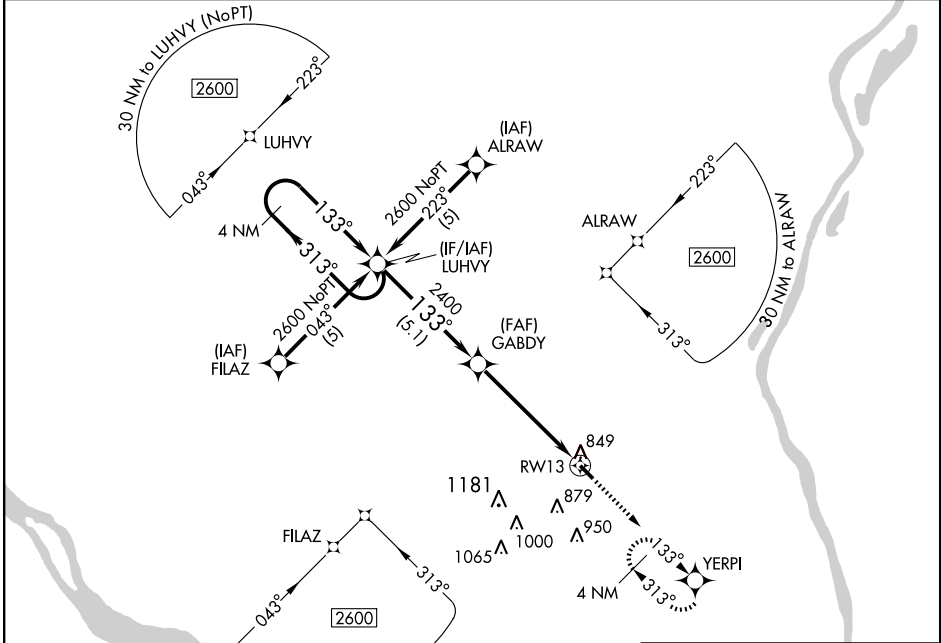 30 NM to LUHVY (NoPT)
2600
223°
LUHVY
043°
(IAF)
ALRAW
2600 NoPT
223°
(5)
133°
4 NM
313°
(IF/IAF)
LUHVY
2600 NoPT
043°
(5)
(IAF)
FILAZ
2400
133°
(5.1)
(FAF)
GABDY
223°
ALRAW
2600
30 NM to ALRAW
313°
849
RW13
1181
879
1000
950
1065
133°
YERPI
313°
4 NM
FILAZ
043°
313°
2600